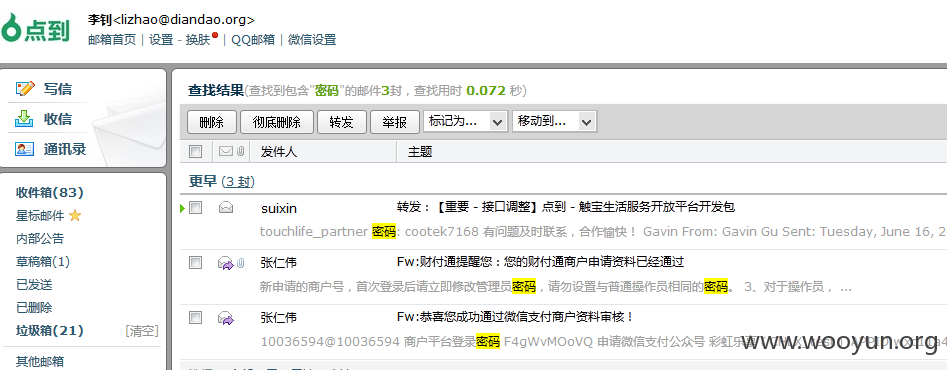 点到
李钊<lizhao@diandao.org>
邮箱首页 | 设置 - 换肤 | QQ邮箱 | 微信设置
写信
收信
通讯录
收件箱(83)
星标邮件
内部公告
草稿箱(1)
已发送
已删除
垃圾箱(21) [清空]
其他邮箱
查找结果(查找到包含"密码"的邮件3封，查找用时 0.072 秒)
删除 彻底删除 转发 举报 标记为... 移动到...
发件人 主题
更早 (3 封)
suixin 转发：【重要 - 接口调整】点到 - 触宝生活服务开放平台开发包
touchlife_partner 密码: cootek7168 有问题及时联系，合作愉快！ Gavin From: Gavin Gu Sent: Tuesday, June 16, 2
张仁伟 Fw:财付通提醒您：您的财付通商户申请资料已经通过
新申请的商户号，首次登录后请立即修改管理员密码，请勿设置与普通操作员相同的密码。 3、对于操作员， ...
张仁伟 Fw:恭喜您成功通过微信支付商户资料审核！
10036594@10036594 商户平台登录密码 F4gWvMOoVQ 申请微信支付公众号
www.wooyun.org